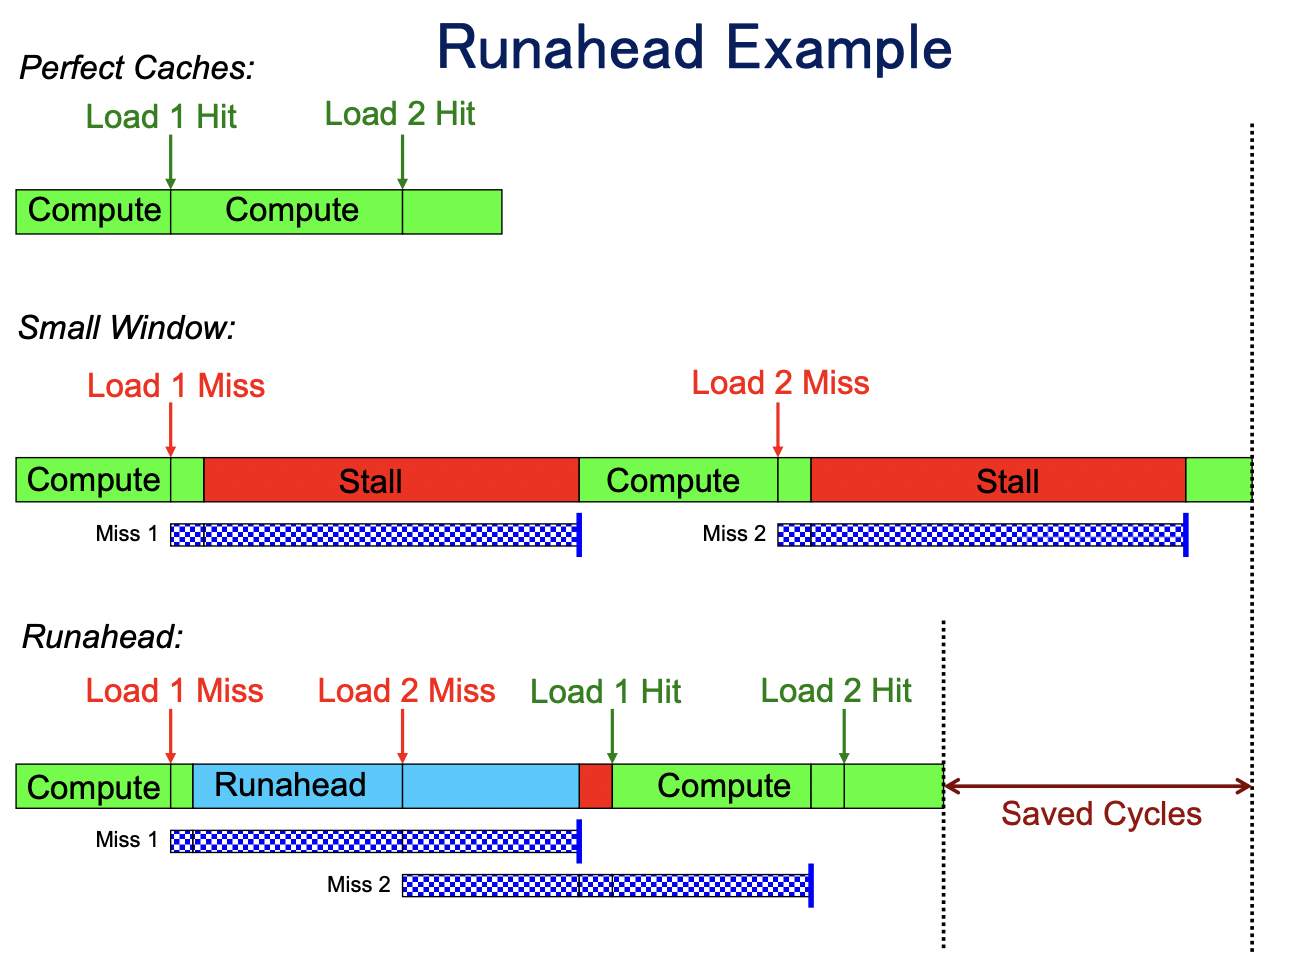 Runahead Example
Perfect Caches:
Load 1 Hit
Load 2 Hit
Compute
Compute
Small Window:
Load 1 Miss
Load 2 Miss
Compute
Stall
Compute
Stall
Miss 1
Miss 2
Runahead:
Load 1 Miss
Load 2 Miss
Load 1 Hit
Load 2 Hit
Compute
Runahead
Compute
Saved Cycles
Miss 1
Miss 2